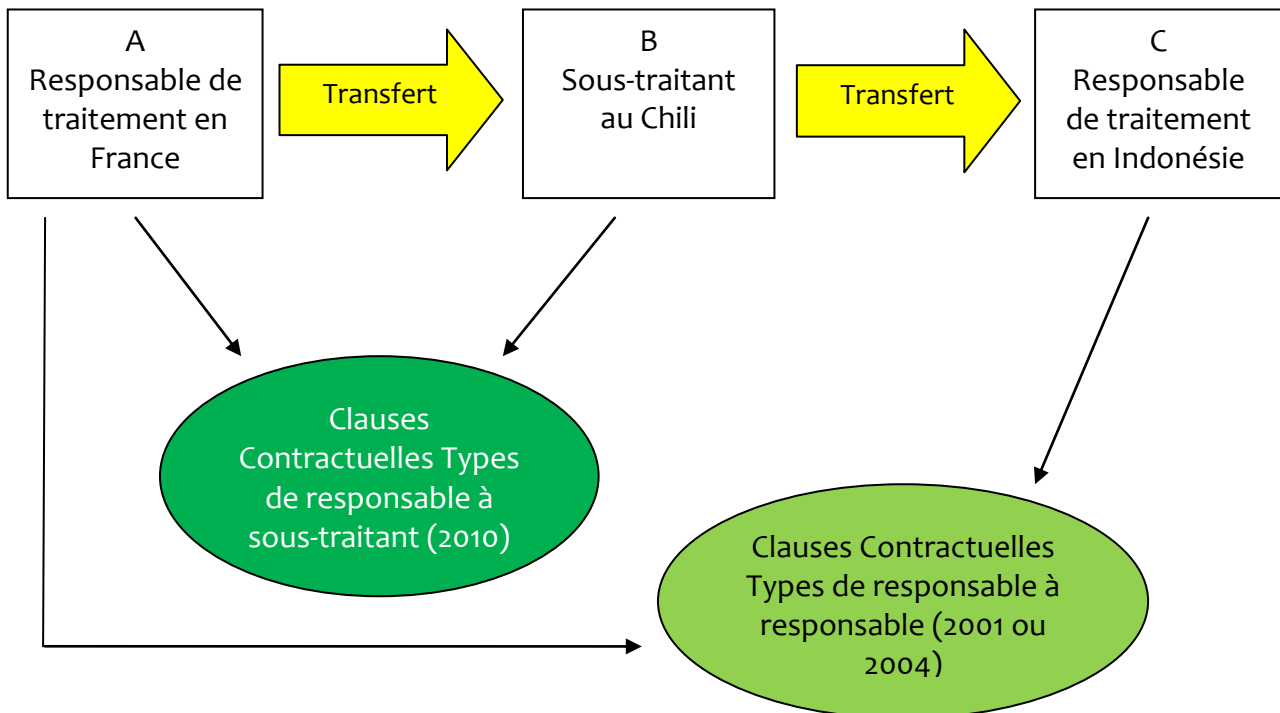 A
Responsable de
traitement en
France
Transfert
B
Sous-traitant
au Chili
Transfert
C
Responsable
de traitement
en Indonésie
Clauses
Contractuelles Types
de responsable à
sous-traitant (2010)
Clauses Contractuelles
Types de responsable à
responsable (2001 ou
2004)